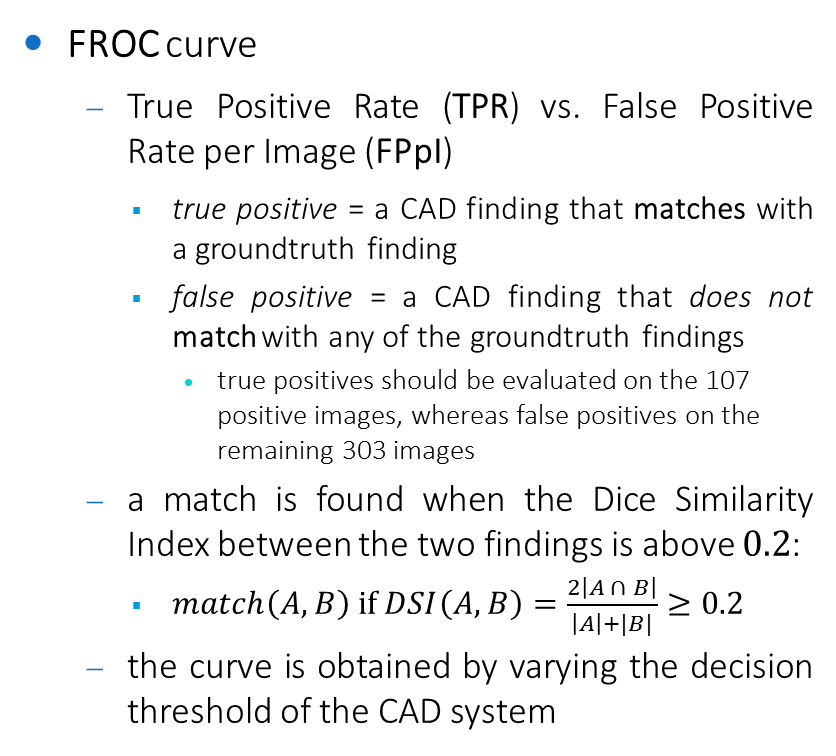 • FROC curve
– True Positive Rate (TPR) vs. False Positive
Rate per Image (FPpI)
▪ true positive = a CAD finding that matches with
a groundtruth finding
▪ false positive = a CAD finding that does not
match with any of the groundtruth findings
• true positives should be evaluated on the 107
positive images, whereas false positives on the
remaining 303 images
– a match is found when the Dice Similarity
Index between the two findings is above 0.2:
▪ match(A, B) if DSI(A, B) = 2|A ∩ B| / |A|+|B| ≥ 0.2
– the curve is obtained by varying the decision
threshold of the CAD system